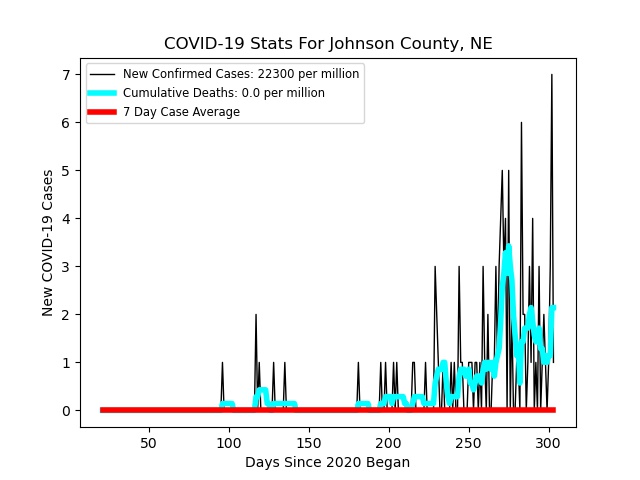 COVID-19 Stats For Johnson County, NE
New Confirmed Cases: 22300 per million
Cumulative Deaths: 0.0 per million
7 Day Case Average
7
6
5
4
3
2
1
0
New COVID-19 Cases
50 100 150 200 250 300
Days Since 2020 Began